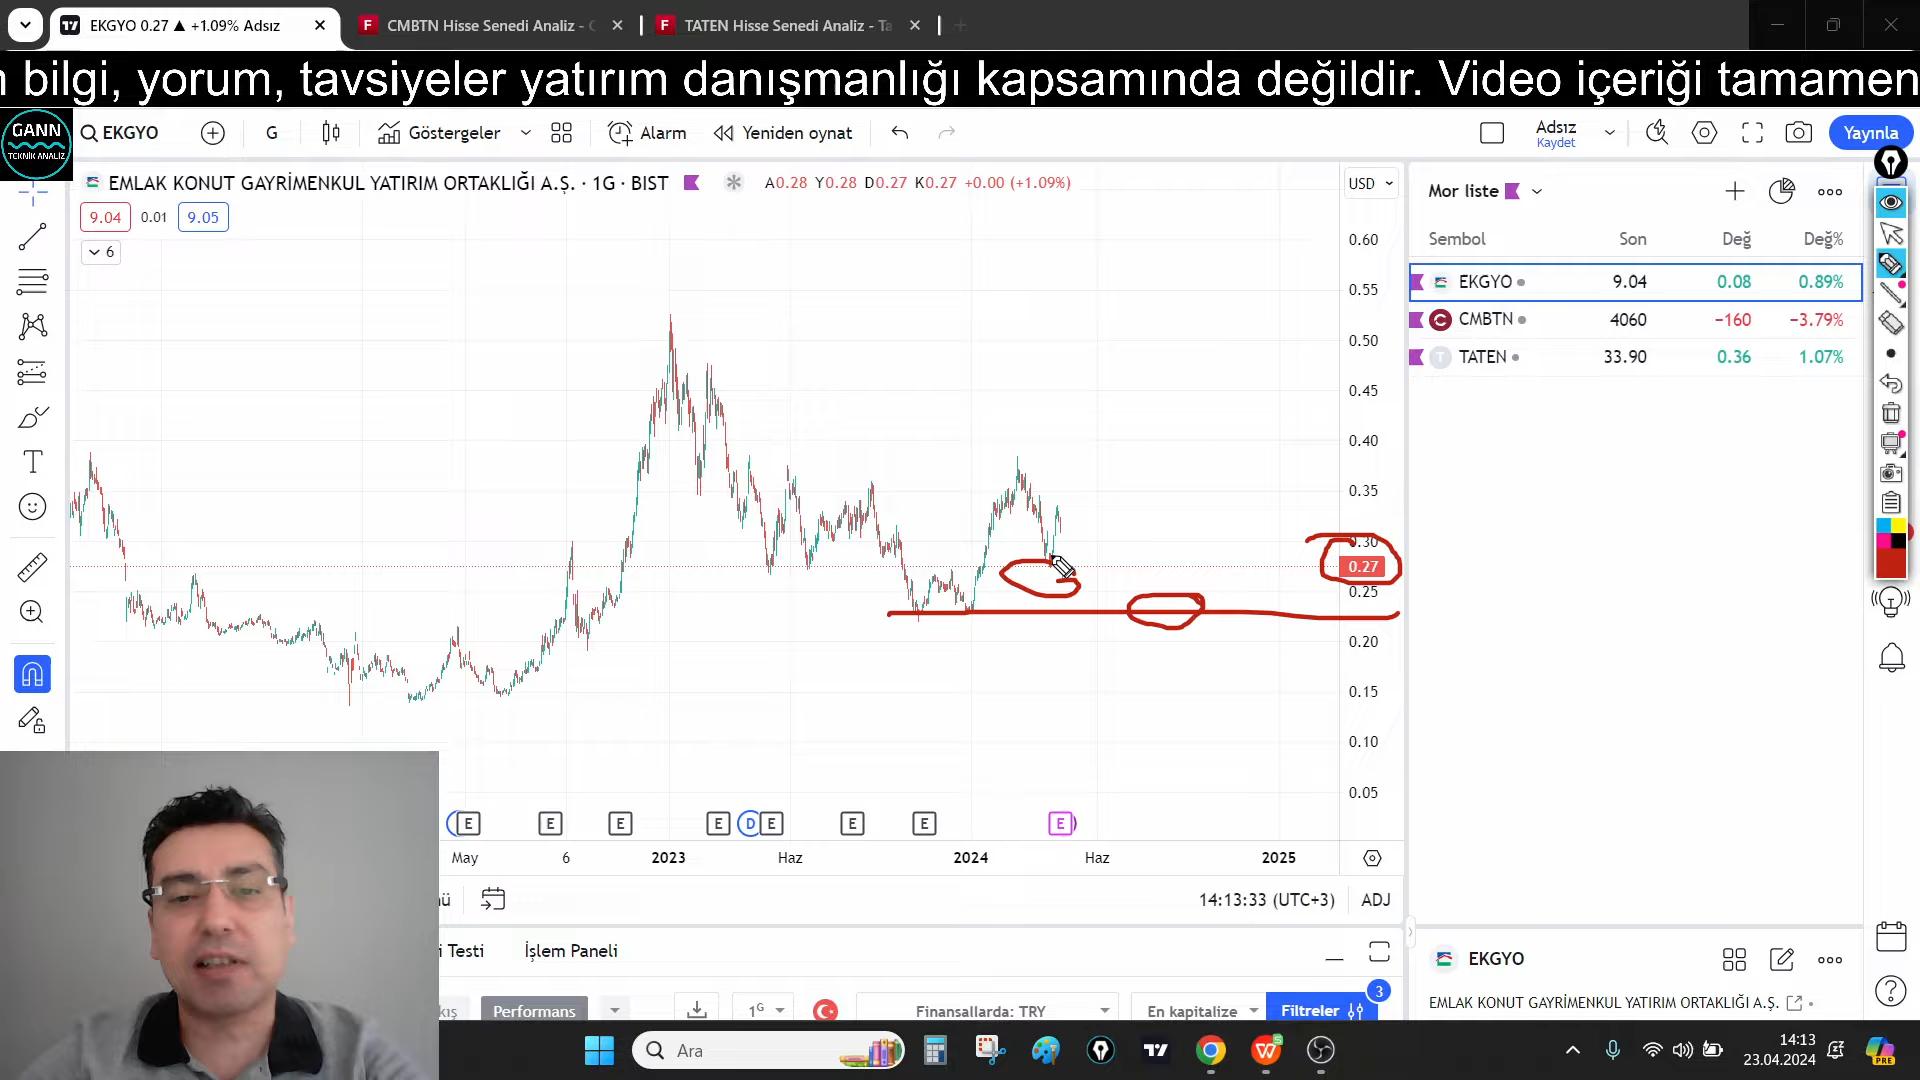 EKGYO 0.27 ▲ +1.09% Adsız
CMBTN Hisse Senedi Analiz -
TATEN Hisse Senedi Analiz - Ta
bilgi, yorum, tavsiyeler yatırım danışmanlığı kapsamında değildir. Video içeriği tamamen
GANN
TEKNİK ANALİZ
EKGYO
G
Göstergeler
Alarm
Yeniden oynat
Adsız
Kaydet
Yayınla
EMLAK KONUT GAYRİMENKUL YATIRIM ORTAKLIĞI A.Ş. · 1G · BIST
A0.28 Y0.28 D0.27 K0.27 +0.00 (+1.09%)
USD
9.04 0.01 9.05
6
0.60
0.55
0.50
0.45
0.40
0.35
0.30
0.27
0.25
0.20
0.15
0.10
0.05
E E E E D E E E E
May 6 2023 Haz 2024 Haz 2025
14:13:33 (UTC+3) ADJ
Mor liste
Sembol Son Değ Değ%
EKGYO 9.04 0.08 0.89%
CMBTN 4060 −160 −3.79%
T TATEN 33.90 0.36 1.07%
Testi İşlem Paneli
Performans 1G Finansallarda: TRY En kapitalize Filtreler 3
EKGYO
EMLAK KONUT GAYRİMENKUL YATIRIM ORTAKLIĞI A.Ş.
Ara
14:13
23.04.2024
PRE